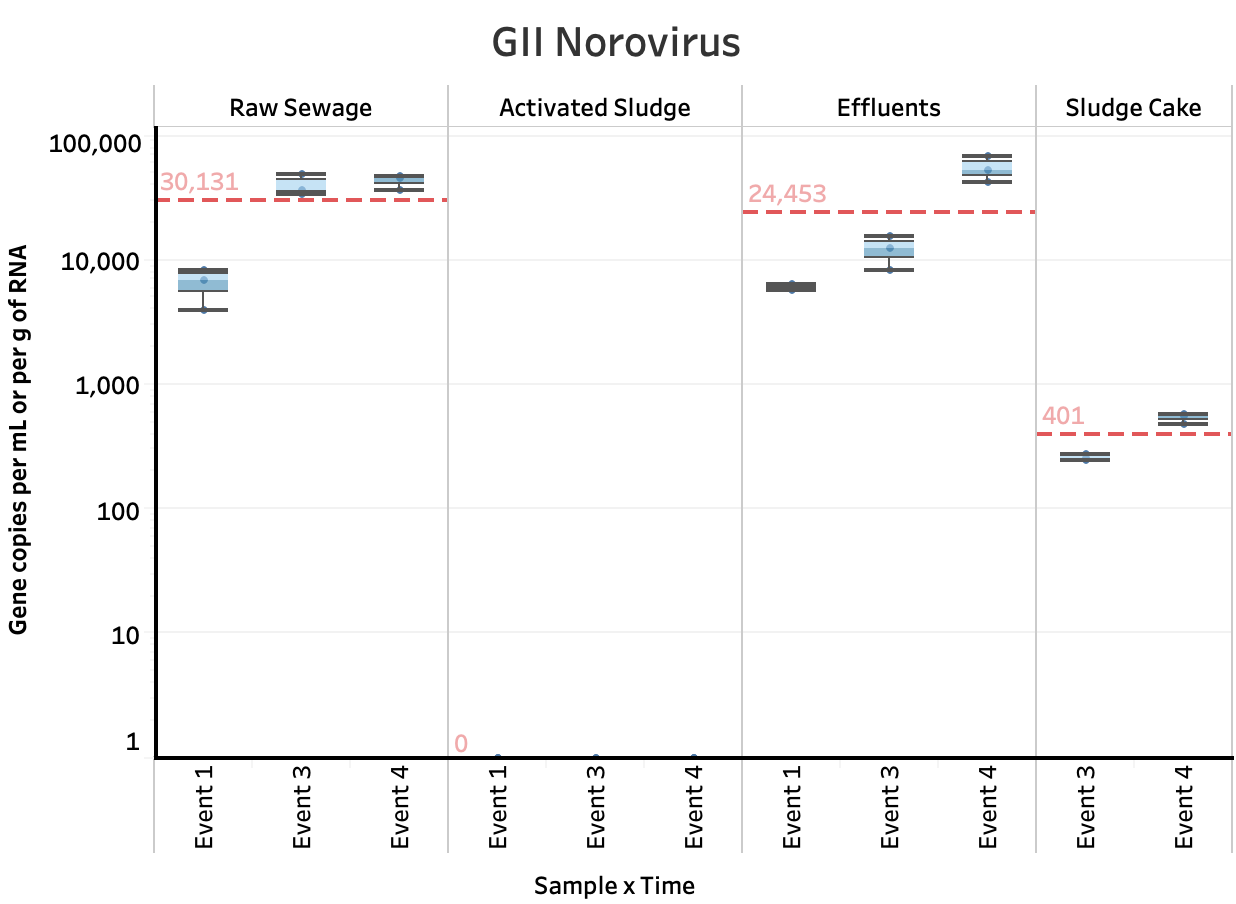 GII Norovirus
Raw Sewage
Activated Sludge
Effluents
Sludge Cake
Gene copies per mL or per g of RNA
100,000
10,000
1,000
100
10
1
30,131
0
24,453
401
Event 1
Event 3
Event 4
Event 1
Event 3
Event 4
Event 1
Event 3
Event 4
Event 3
Event 4
Sample x Time